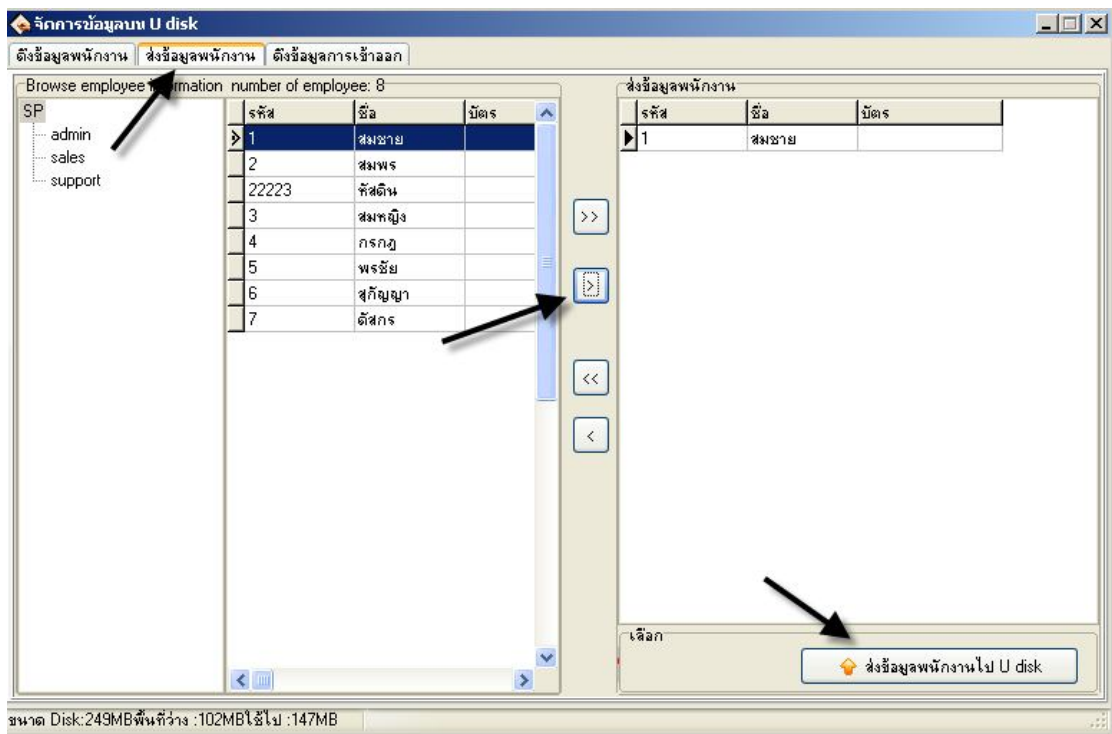 จัดการข้อมูลบน U disk
ดึงข้อมูลพนักงาน ส่งข้อมูลพนักงาน ดึงข้อมูลการเข้าออก
Browse employee information number of employee: 8
SP
admin
sales
support
รหัส ชื่อ บัตร
1 สมชาย
2 สมพร
22223 หัสดิน
3 สมหญิง
4 กรกฎ
5 พรชัย
6 สุกัญญา
7 ดัสกร
>>
>
<<
<
ส่งข้อมูลพนักงาน
รหัส ชื่อ บัตร
1 สมชาย
เลือก
ส่งข้อมูลพนักงานไป U disk
ขนาด Disk:249MBพื้นที่ว่าง :102MBใช้ไป :147MB